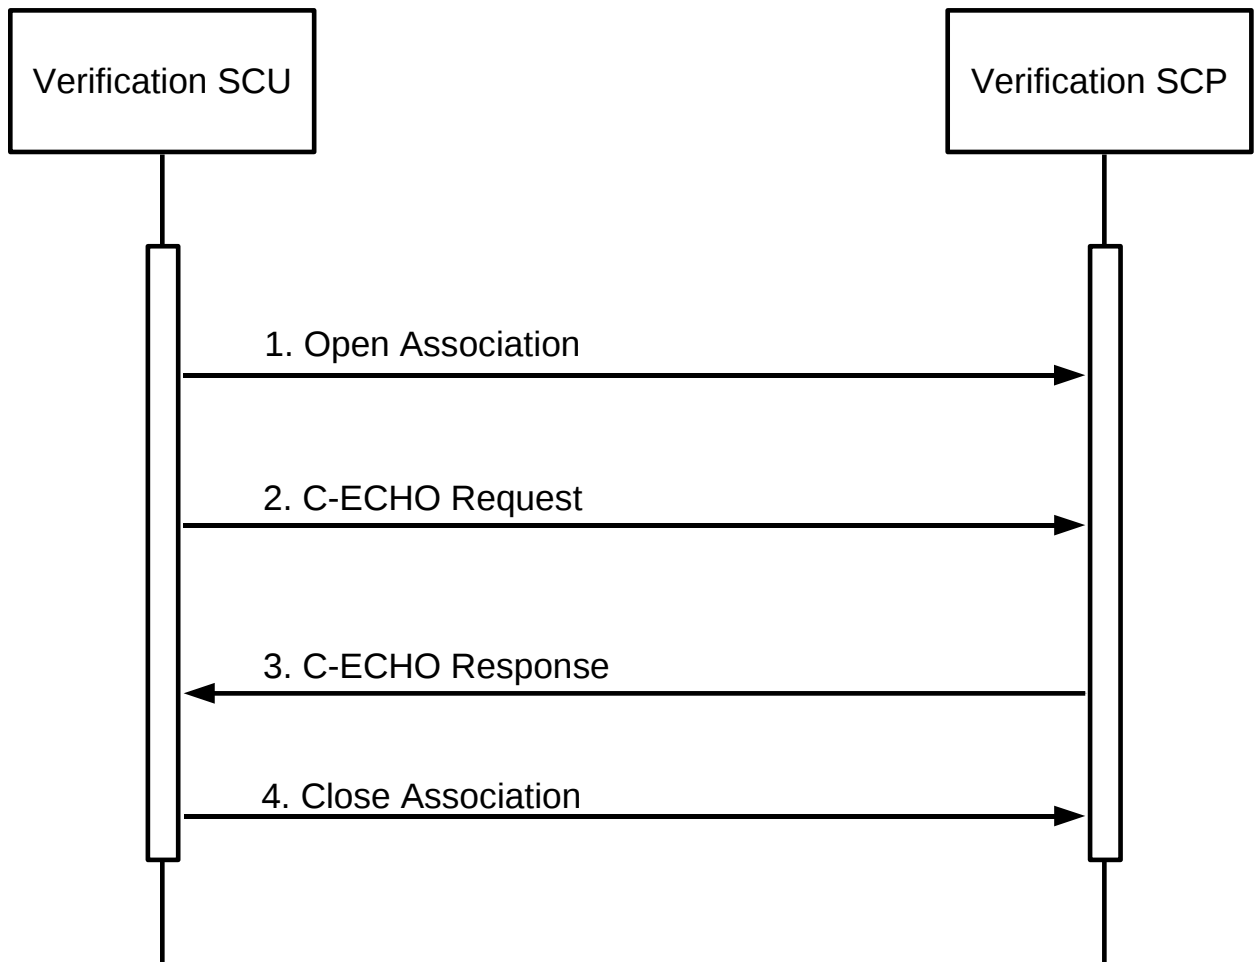 Verification SCU
Verification SCP
1. Open Association
2. C-ECHO Request
3. C-ECHO Response
4. Close Association